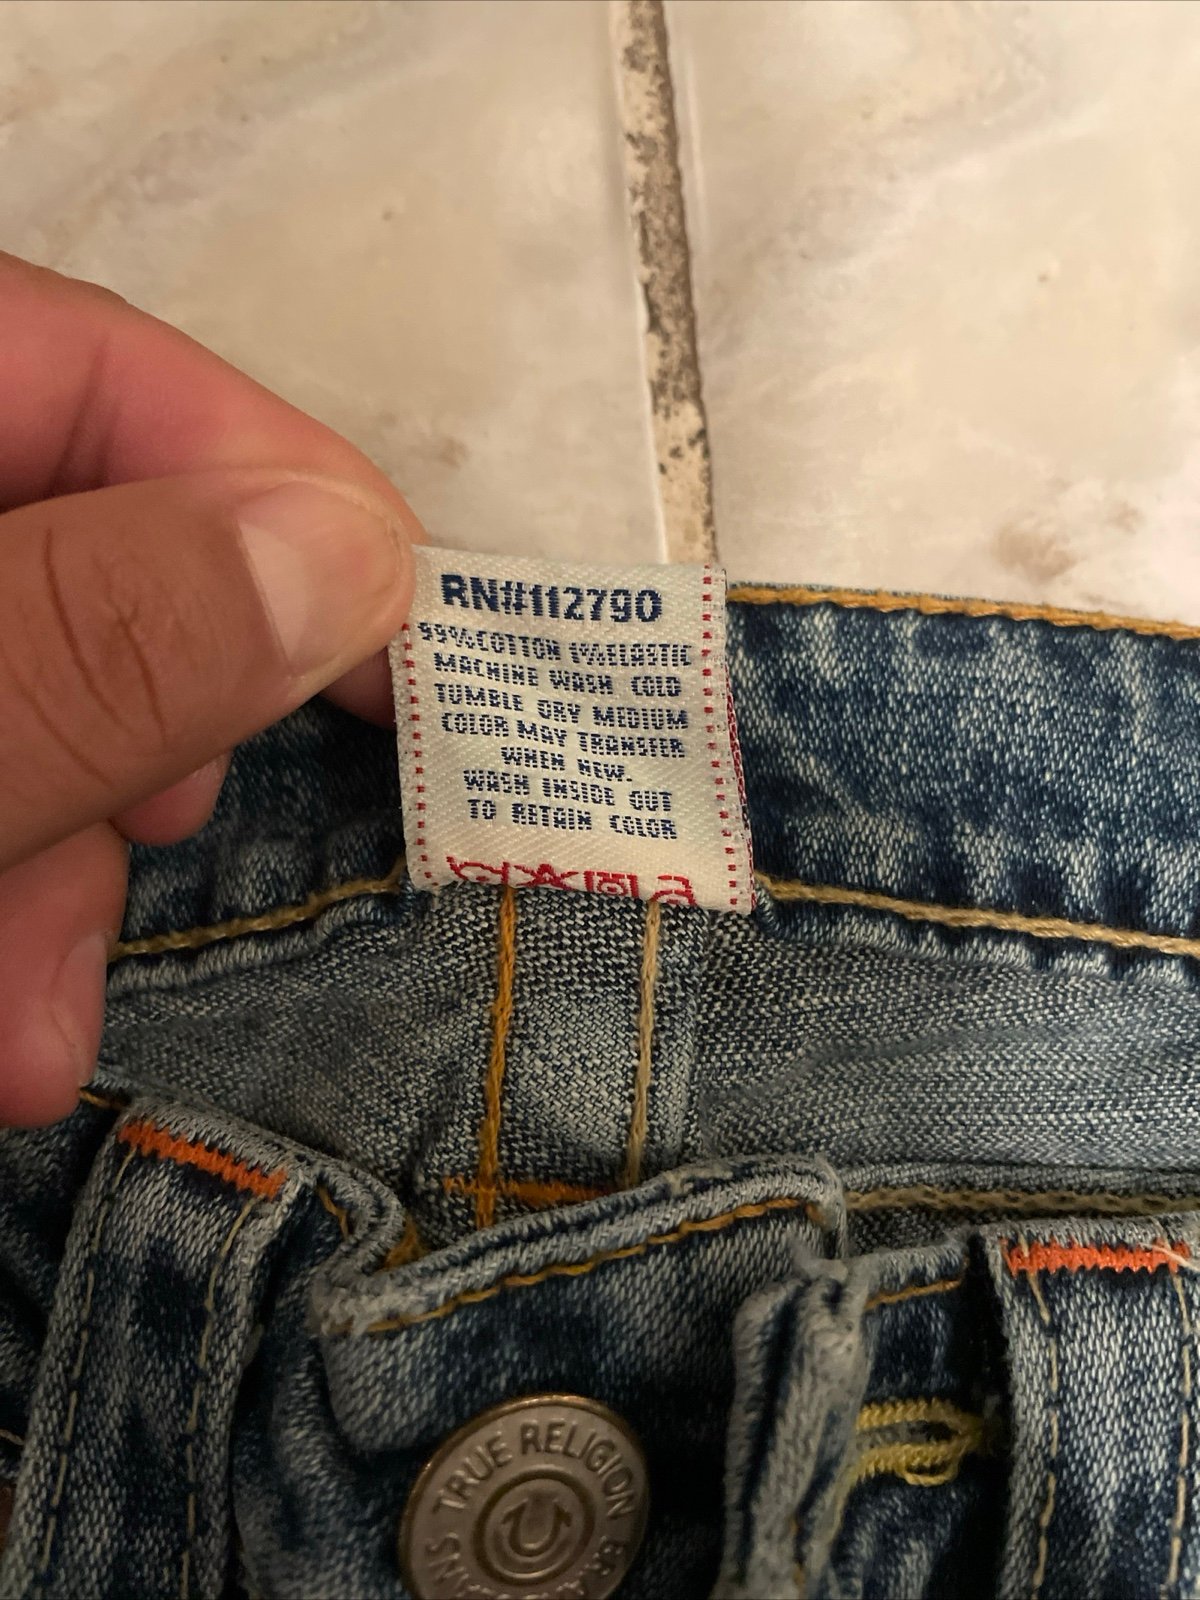 RN#112790
99%COTTON 1%ELASTIC
MACHINE WASH COLD
TUMBLE DRY MEDIUM
COLOR MAY TRANSFER
WHEN NEW.
WASH INSIDE OUT
TO RETAIN COLOR
TRUE RELIGION